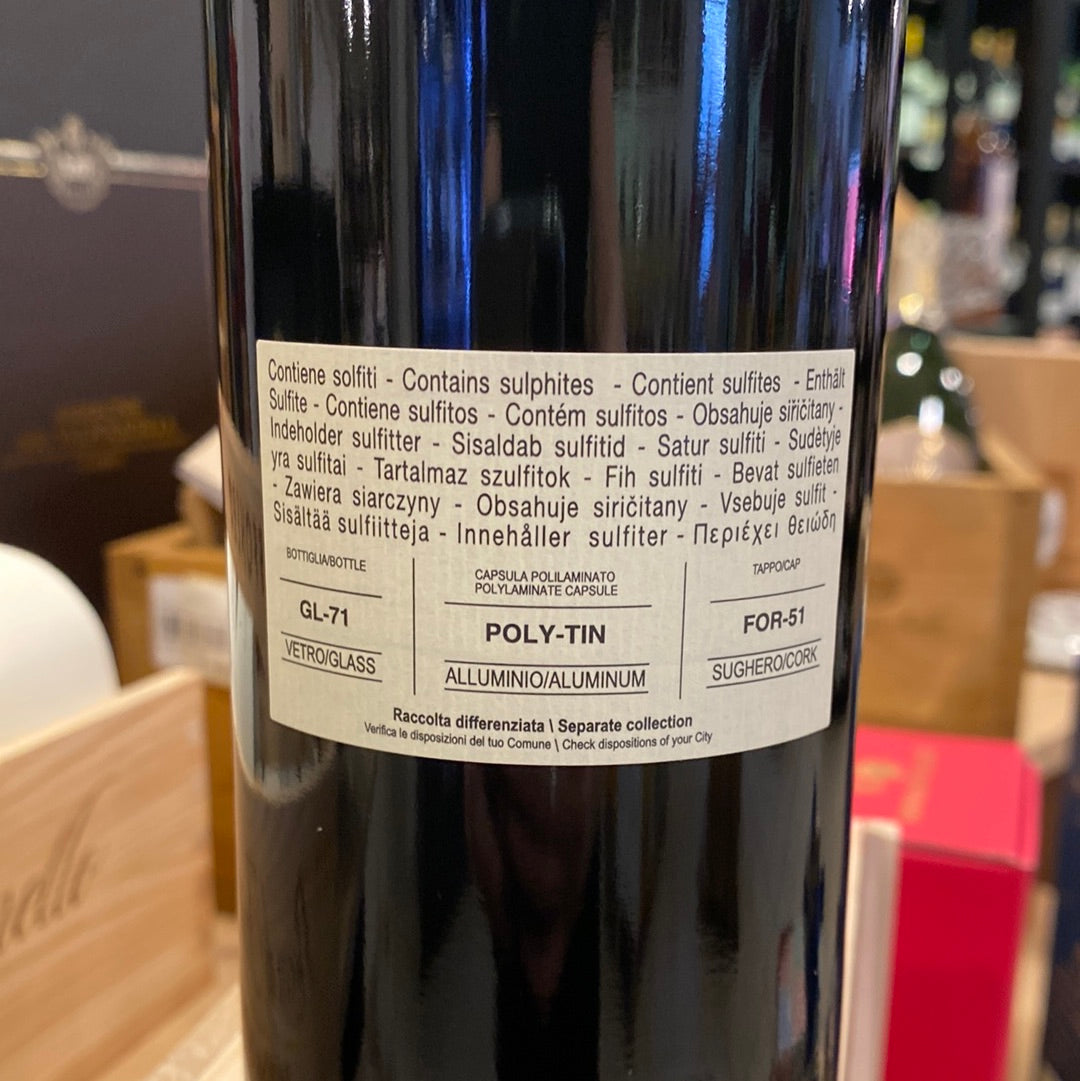 Contiene solfiti - Contains sulphites - Contient sulfites - Enthält
Sulfite - Contiene sulfitos - Contém sulfitos - Obsahuje siřičitany -
Indeholder sulfitter - Sisaldab sulfitid - Satur sulfiti - Sudėtyje
yra sulfitai - Tartalmaz szulfitok - Fih sulfiti - Bevat sulfieten
- Zawiera siarczyny - Obsahuje siričitany - Vsebuje sulfit -
Sisältää sulfiitteja - Innehåller sulfiter - Περιέχει θειώδη
BOTTIGLIA/BOTTLE
GL-71
VETRO/GLASS
CAPSULA POLILAMINATO
POLYLAMINATE CAPSULE
POLY-TIN
ALLUMINIO/ALUMINUM
TAPPO/CAP
FOR-51
SUGHERO/CORK
Raccolta differenziata \ Separate collection
Verifica le disposizioni del tuo Comune \ Check dispositions of your City